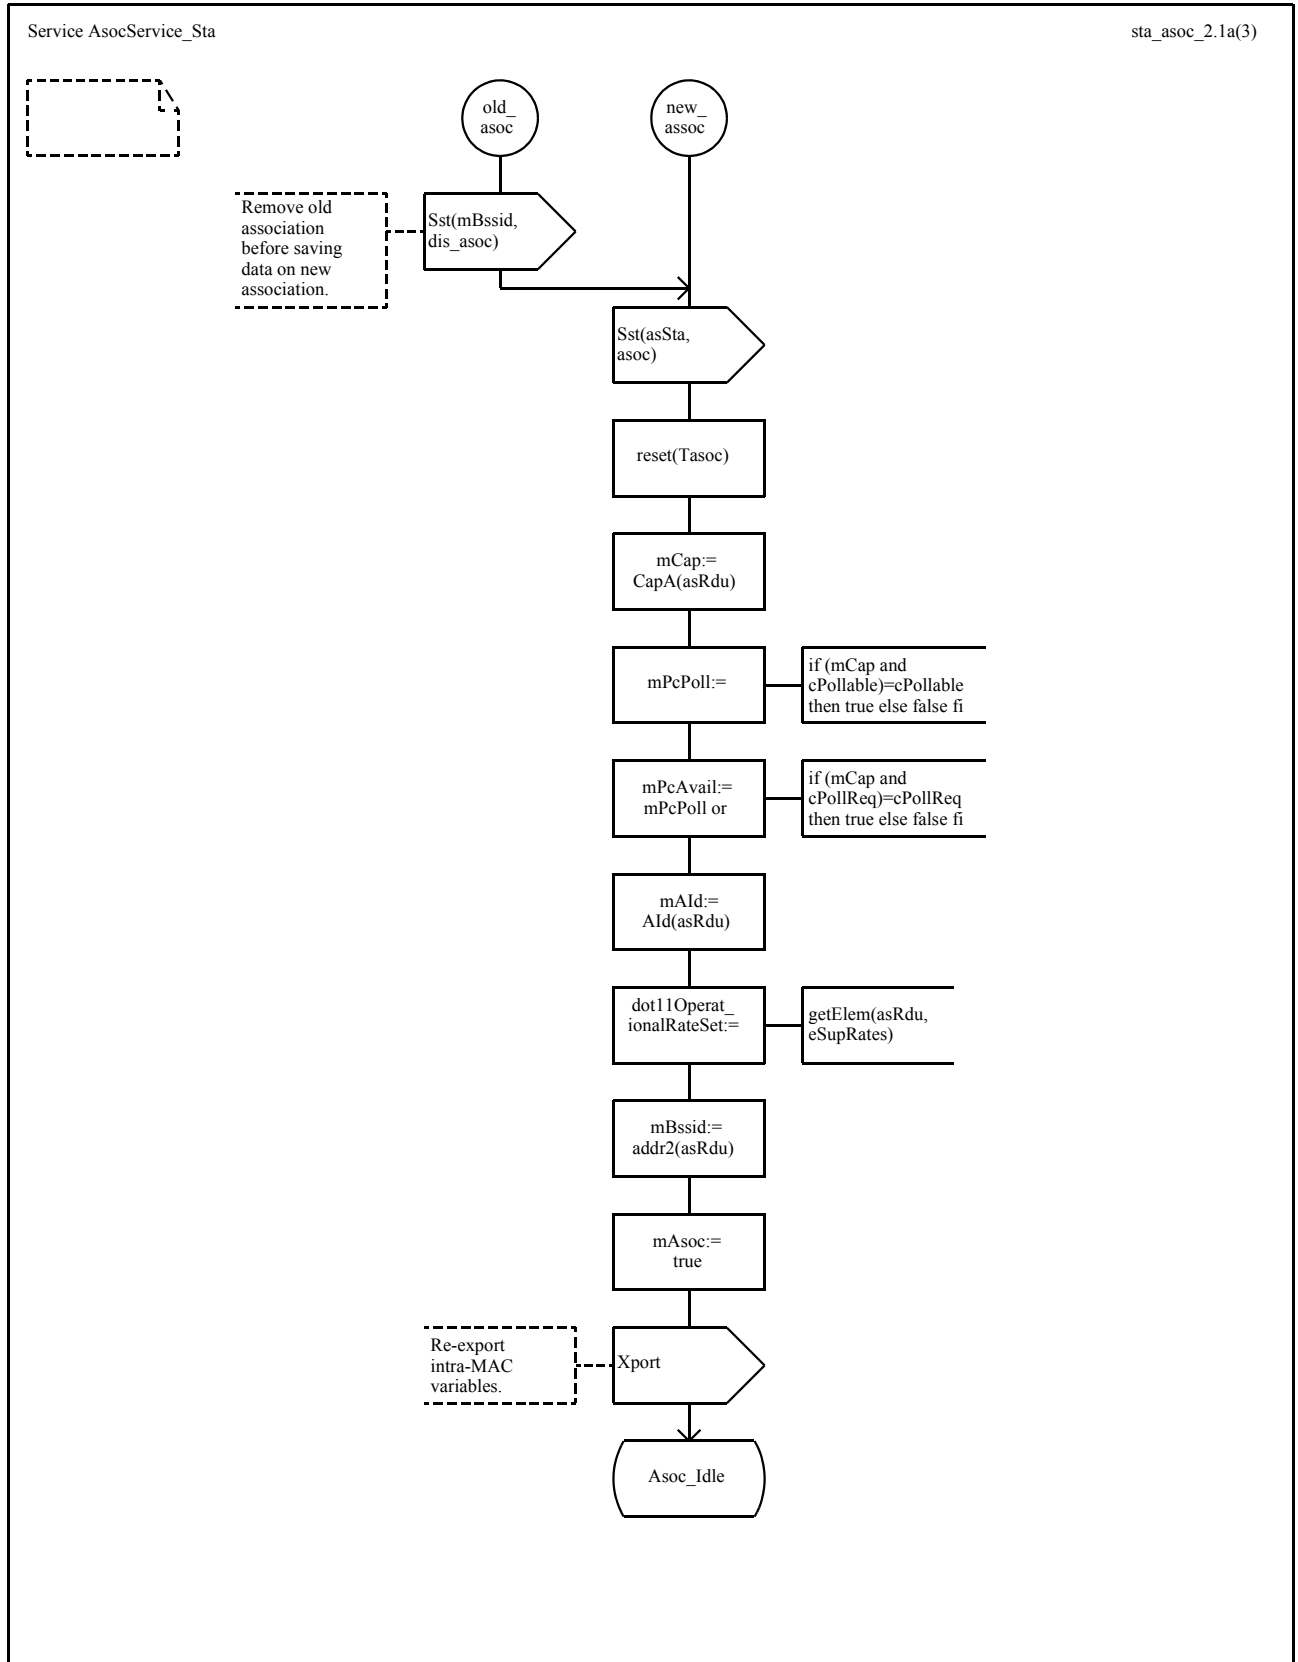 Service AsocService_Sta
sta_asoc_2.1a(3)
old_
asoc
new_
assoc
Remove old
association
before saving
data on new
association.
Sst(mBssid,
dis_asoc)
Sst(asSta,
asoc)
reset(Tasoc)
mCap:=
CapA(asRdu)
mPcPoll:=
if (mCap and
cPollable)=cPollable
then true else false fi
mPcAvail:=
mPcPoll or
if (mCap and
cPollReq)=cPollReq
then true else false fi
mAId:=
AId(asRdu)
dot11Operat_
ionalRateSet:=
getElem(asRdu,
eSupRates)
mBssid:=
addr2(asRdu)
mAsoc:=
true
Re-export
intra-MAC
variables.
Xport
Asoc_Idle